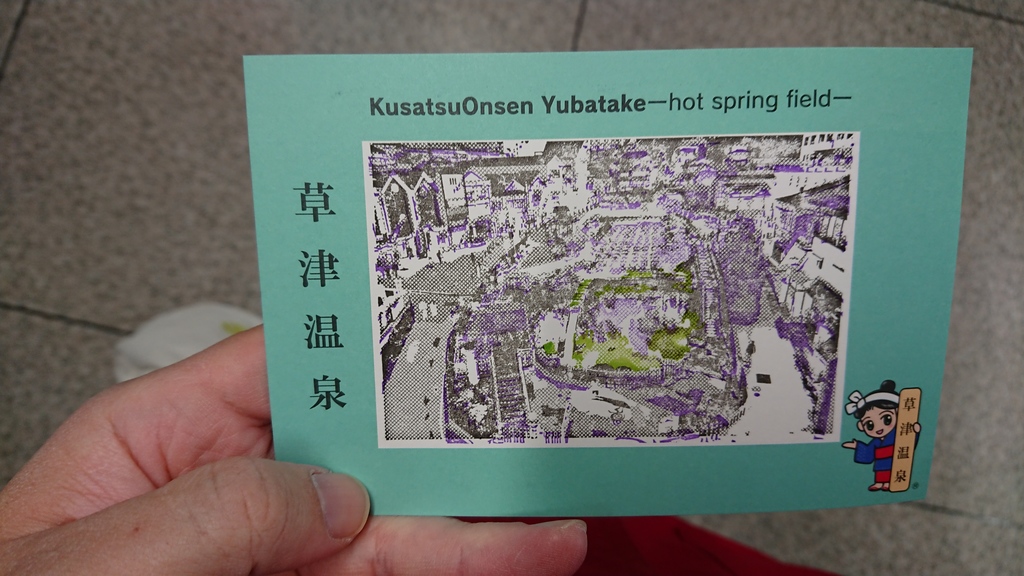 KusatsuOnsen Yubatake—hot spring field—
草津温泉
草津温泉
®